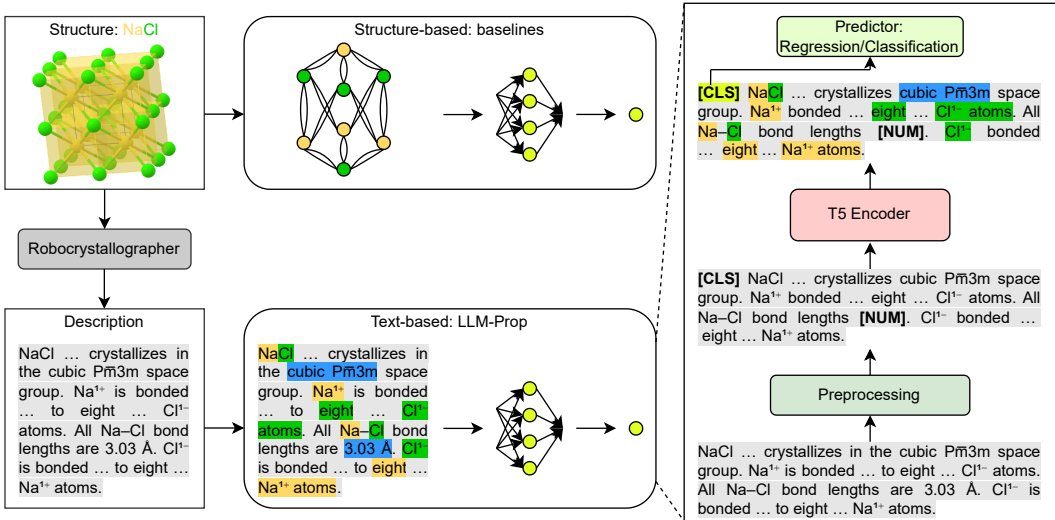 Structure: NaCl
Structure-based: baselines
Robocrystallographer
Description
NaCl ... crystallizes in
the cubic Pm̅3m space
group. Na¹⁺ is bonded
... to eight ... Cl¹⁻
atoms. All Na–Cl bond
lengths are 3.03 Å. Cl¹⁻
is bonded ... to eight ...
Na¹⁺ atoms.
Text-based: LLM-Prop
NaCl ... crystallizes in
the cubic Pm̅3m space
group. Na¹⁺ is bonded
... to eight ... Cl¹⁻
atoms. All Na–Cl bond
lengths are 3.03 Å. Cl¹⁻
is bonded ... to eight ...
Na¹⁺ atoms.
Predictor:
Regression/Classification
[CLS] NaCl ... crystallizes cubic Pm̅3m space
group. Na¹⁺ bonded ... eight ... Cl¹⁻ atoms. All
Na–Cl bond lengths [NUM]. Cl¹⁻ bonded
... eight ... Na¹⁺ atoms.
T5 Encoder
[CLS] NaCl ... crystallizes cubic Pm̅3m space
group. Na¹⁺ bonded ... eight ... Cl¹⁻ atoms. All
Na–Cl bond lengths [NUM]. Cl¹⁻ bonded ...
eight ... Na¹⁺ atoms.
Preprocessing
NaCl ... crystallizes in the cubic Pm̅3m space
group. Na¹⁺ is bonded ... to eight ... Cl¹⁻ atoms.
All Na–Cl bond lengths are 3.03 Å. Cl¹⁻ is
bonded ... to eight ... Na¹⁺ atoms.